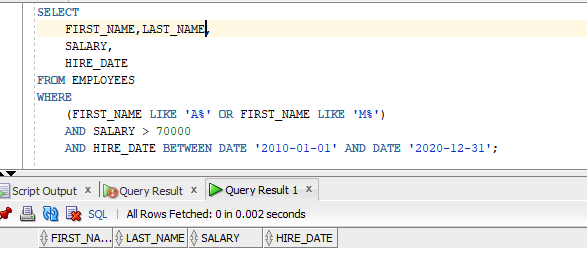 SELECT
FIRST_NAME,LAST_NAME,
SALARY,
HIRE_DATE
FROM EMPLOYEES
WHERE
(FIRST_NAME LIKE 'A%' OR FIRST_NAME LIKE 'M%')
AND SALARY > 70000
AND HIRE_DATE BETWEEN DATE '2010-01-01' AND DATE '2020-12-31';
Script Output x Query Result x Query Result 1 x
SQL | All Rows Fetched: 0 in 0.002 seconds
FIRST_NA... LAST_NAME SALARY HIRE_DATE